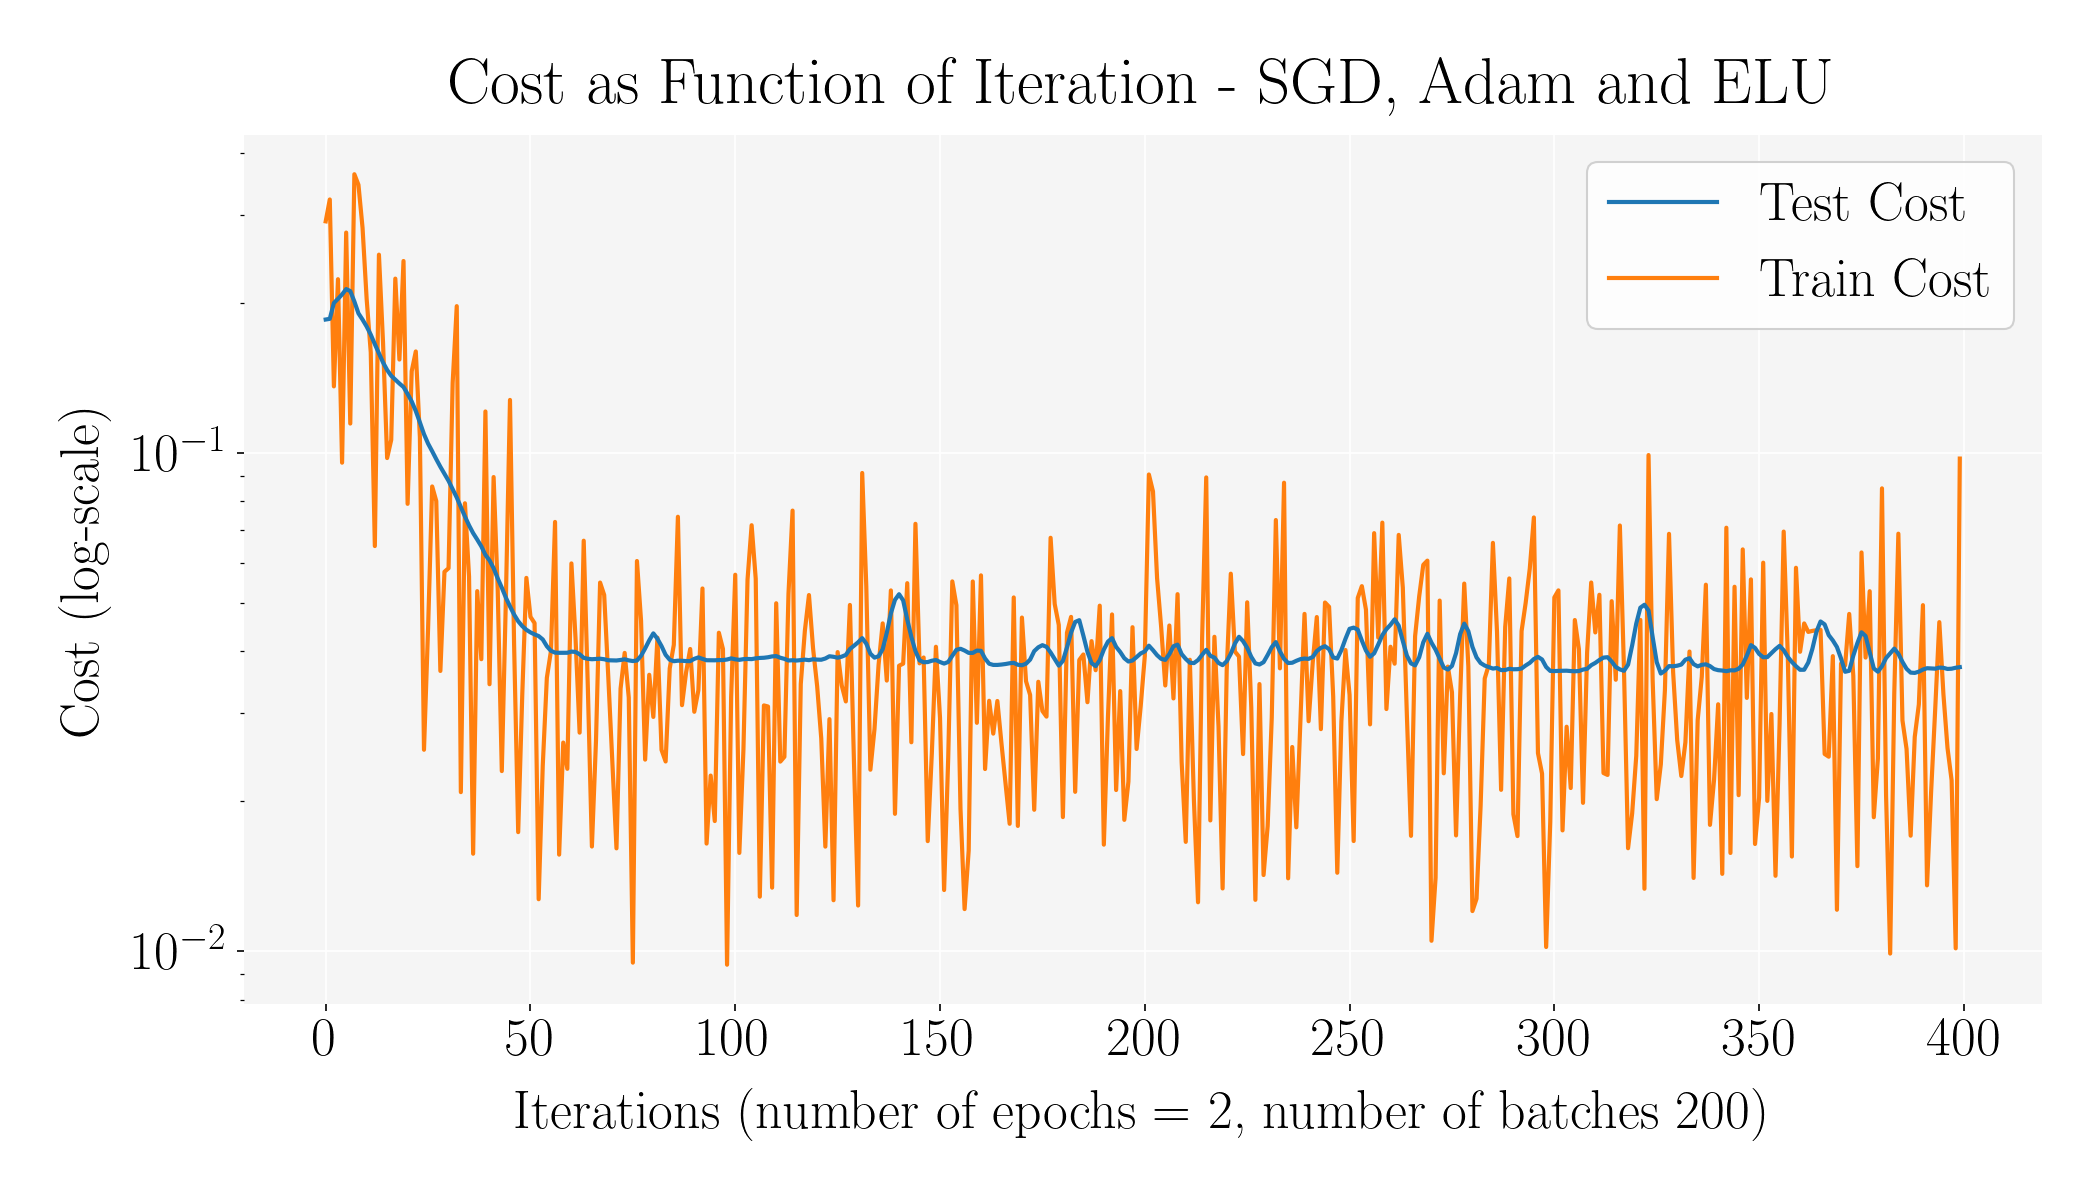 Cost as Function of Iteration - SGD, Adam and ELU
Test Cost
Train Cost
Cost (log-scale)
10⁻¹
10⁻²
0 50 100 150 200 250 300 350 400
Iterations (number of epochs = 2, number of batches 200)